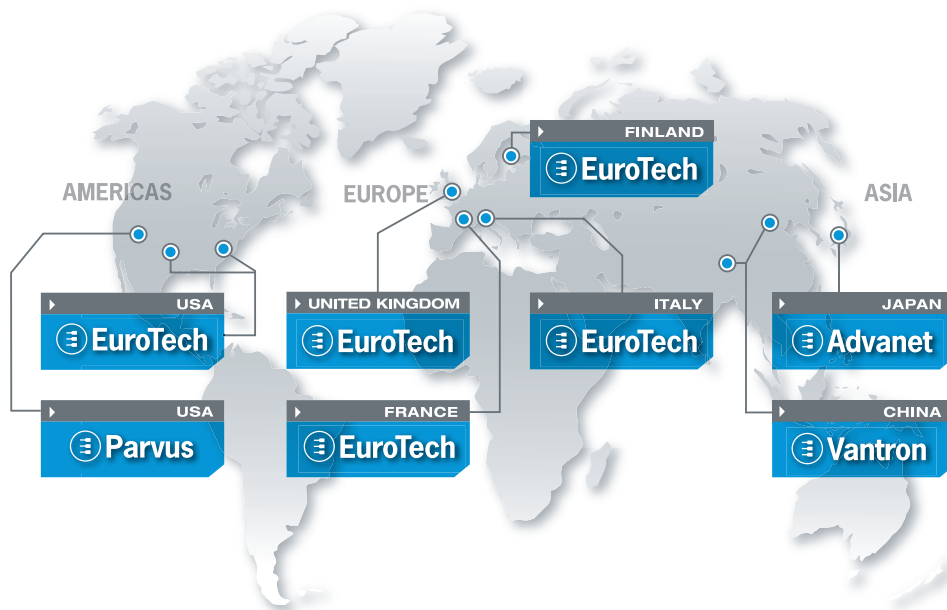 AMERICAS
EUROPE
ASIA
FINLAND
EuroTech
USA
EuroTech
UNITED KINGDOM
EuroTech
ITALY
EuroTech
JAPAN
Advanet
USA
Parvus
FRANCE
EuroTech
CHINA
Vantron